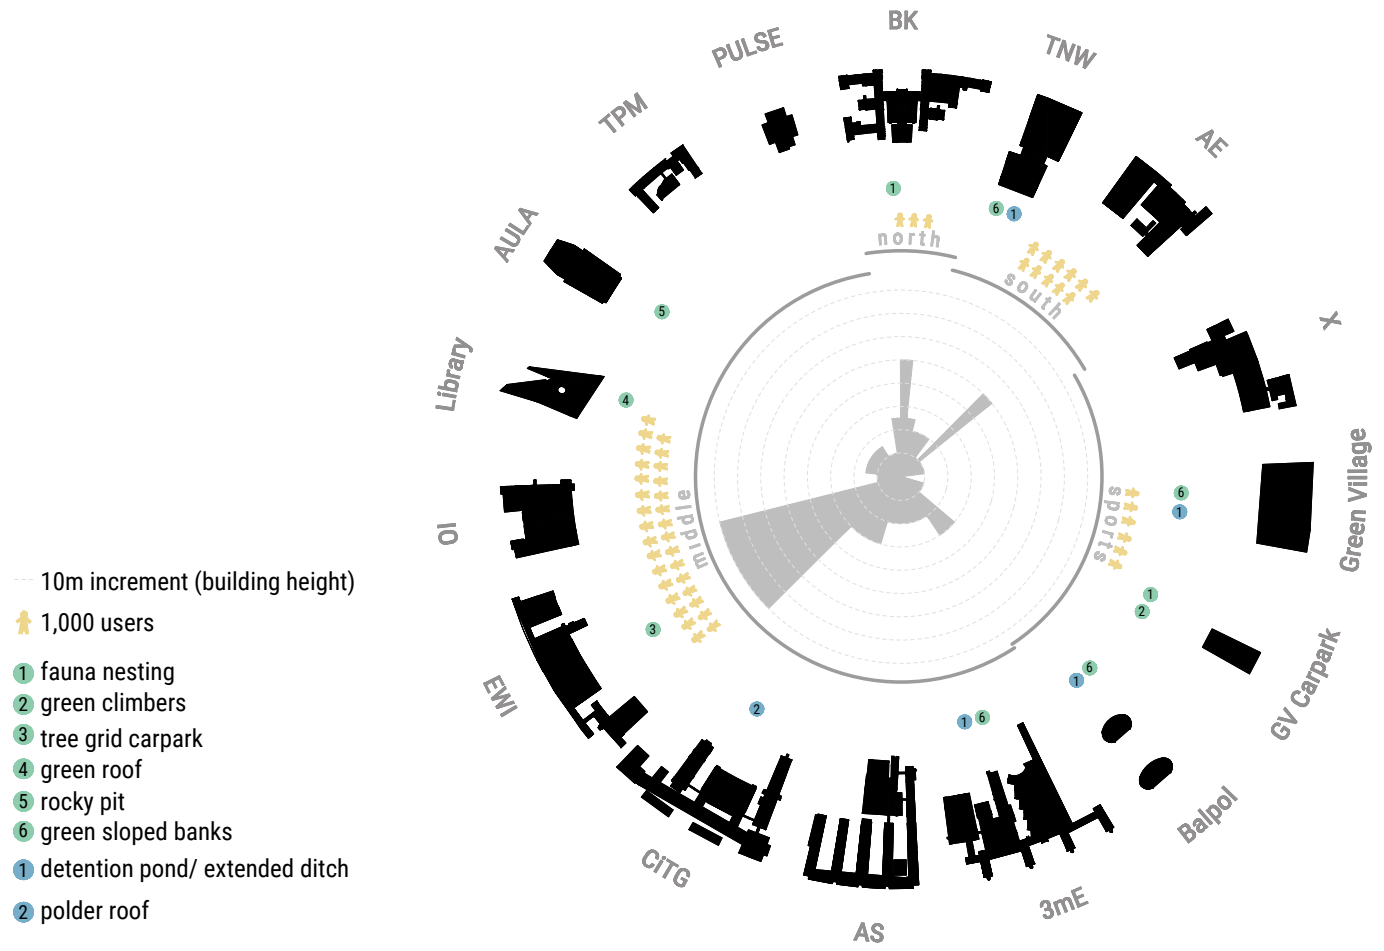 BK
PULSE
TNW
TPM
AE
AULA
X
Library
Green Village
IO
GV Carpark
EWI
Balpol
CiTG
3mE
AS
north
south
sports
middle
1
6 1
5
4
6
1
1
2
3
6
1
2
1 6
10m increment (building height)
1,000 users
1 fauna nesting
2 green climbers
3 tree grid carpark
4 green roof
5 rocky pit
6 green sloped banks
1 detention pond/ extended ditch
2 polder roof